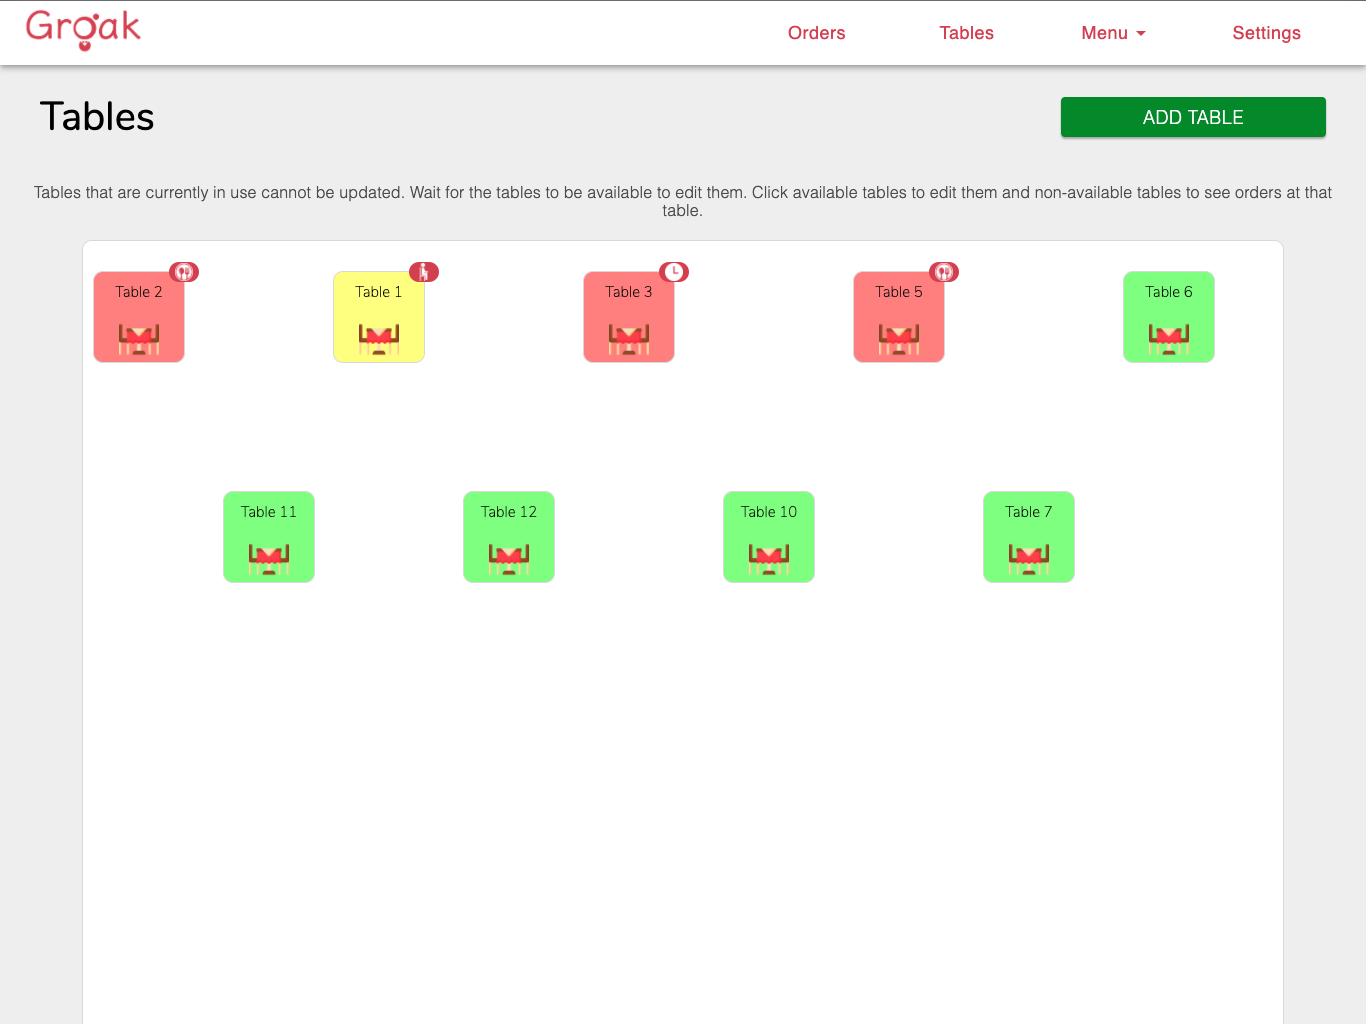 Groak
Orders
Tables
Menu
Settings
Tables
ADD TABLE
Tables that are currently in use cannot be updated. Wait for the tables to be available to edit them. Click available tables to edit them and non-available tables to see orders at that
table.
Table 2
Table 1
Table 3
Table 5
Table 6
Table 11
Table 12
Table 10
Table 7